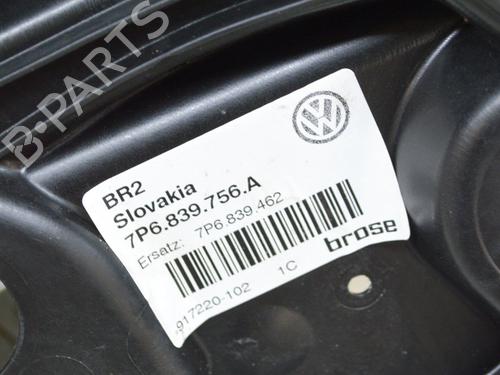 B-PARTS
BR2
Slovakia
7P6.839.756.A
Ersatz: 7P6.839.462
917220-102 1C
brose